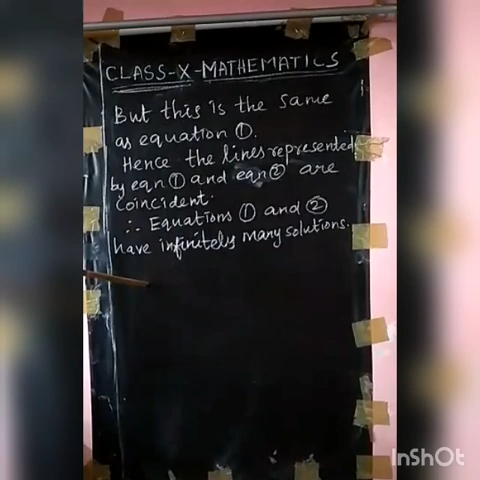 CLASS-X-MATHEMATICS
But this is the same
as equation ①.
Hence the lines represented
by eqn ① and eqn ② are
coincident.
∴ Equations ① and ②
have infinitely many solutions.
InShOt